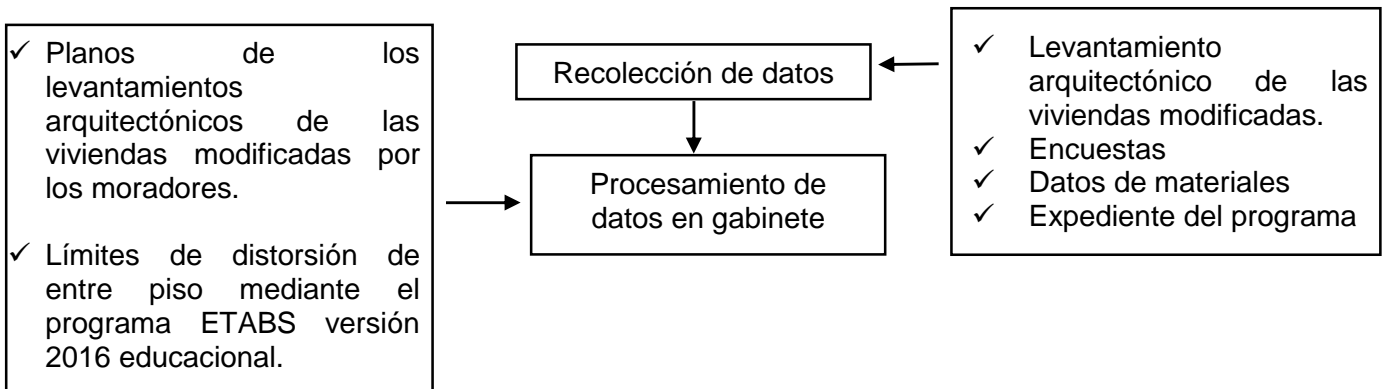 ✓ Planos de los
levantamientos
arquitectónicos de las
viviendas modificadas por
los moradores.
✓ Límites de distorsión de
entre piso mediante el
programa ETABS versión
2016 educacional.
Recolección de datos
Procesamiento de
datos en gabinete
✓ Levantamiento
arquitectónico de las
viviendas modificadas.
✓ Encuestas
✓ Datos de materiales
✓ Expediente del programa